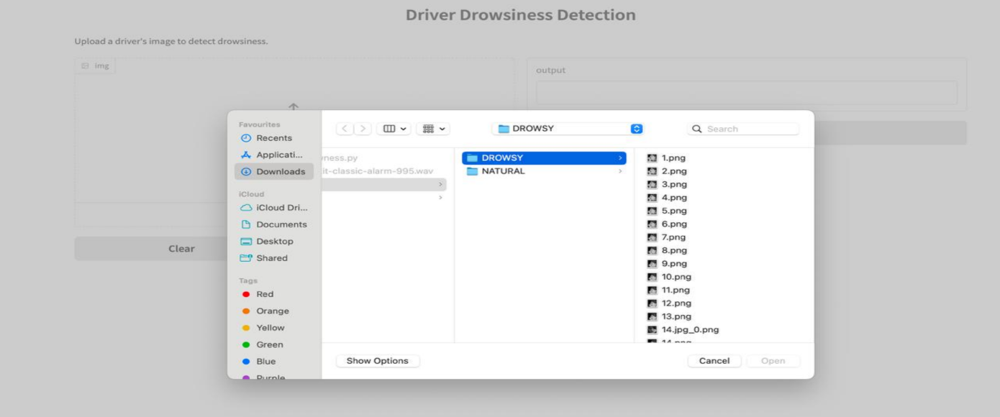 Driver Drowsiness Detection
Upload a driver's image to detect drowsiness.
img
output
Clear
Favourites
Recents
Applicati...
Downloads
iCloud
iCloud Dri...
Documents
Desktop
Shared
Tags
Red
Orange
Yellow
Green
Blue
Purple
DROWSY
Search
ness.py
it-classic-alarm-995.wav
DROWSY
NATURAL
1.png
2.png
3.png
4.png
5.png
6.png
7.png
8.png
9.png
10.png
11.png
12.png
13.png
14.jpg_0.png
14.png
Show Options
Cancel
Open